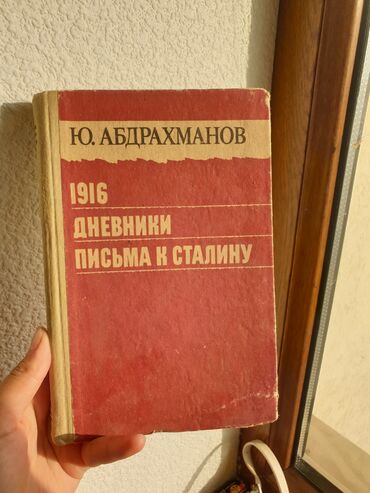 Ю. АБДРАХМАНОВ
1916
ДНЕВНИКИ
ПИСЬМА К СТАЛИНУ